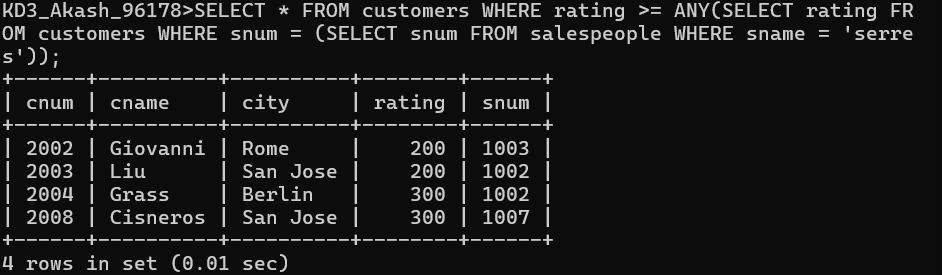 KD3_Akash_96178>SELECT * FROM customers WHERE rating >= ANY(SELECT rating FR
OM customers WHERE snum = (SELECT snum FROM salespeople WHERE sname = 'serre
s'));
+------+----------+----------+--------+------+
| cnum | cname    | city     | rating | snum |
+------+----------+----------+--------+------+
| 2002 | Giovanni | Rome     |    200 | 1003 |
| 2003 | Liu      | San Jose |    200 | 1002 |
| 2004 | Grass    | Berlin   |    300 | 1002 |
| 2008 | Cisneros | San Jose |    300 | 1007 |
+------+----------+----------+--------+------+
4 rows in set (0.01 sec)